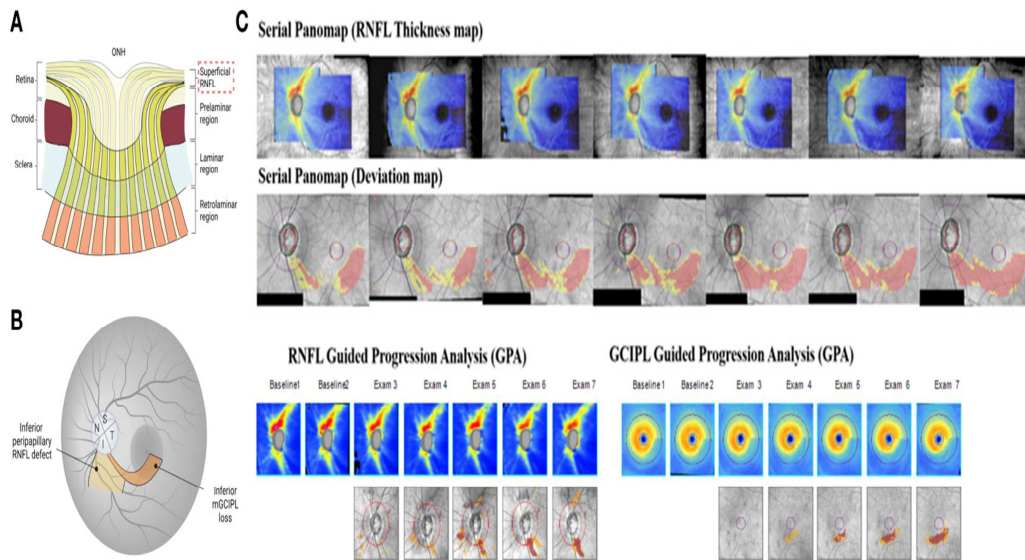 A
ONH
Retina
Choroid
Sclera
Superficial
RNFL
Prelaminar
region
Laminar
region
Retrolaminar
region
B
S
N
T
I
Inferior
peripapillary
RNFL defect
Inferior
mGCIPL
loss
C
Serial Panomap (RNFL Thickness map)
Serial Panomap (Deviation map)
RNFL Guided Progression Analysis (GPA)
Baseline1 Baseline2 Exam 3 Exam 4 Exam 5 Exam 6 Exam 7
GCIPL Guided Progression Analysis (GPA)
Baseline 1 Baseline 2 Exam 3 Exam 4 Exam 5 Exam 6 Exam 7